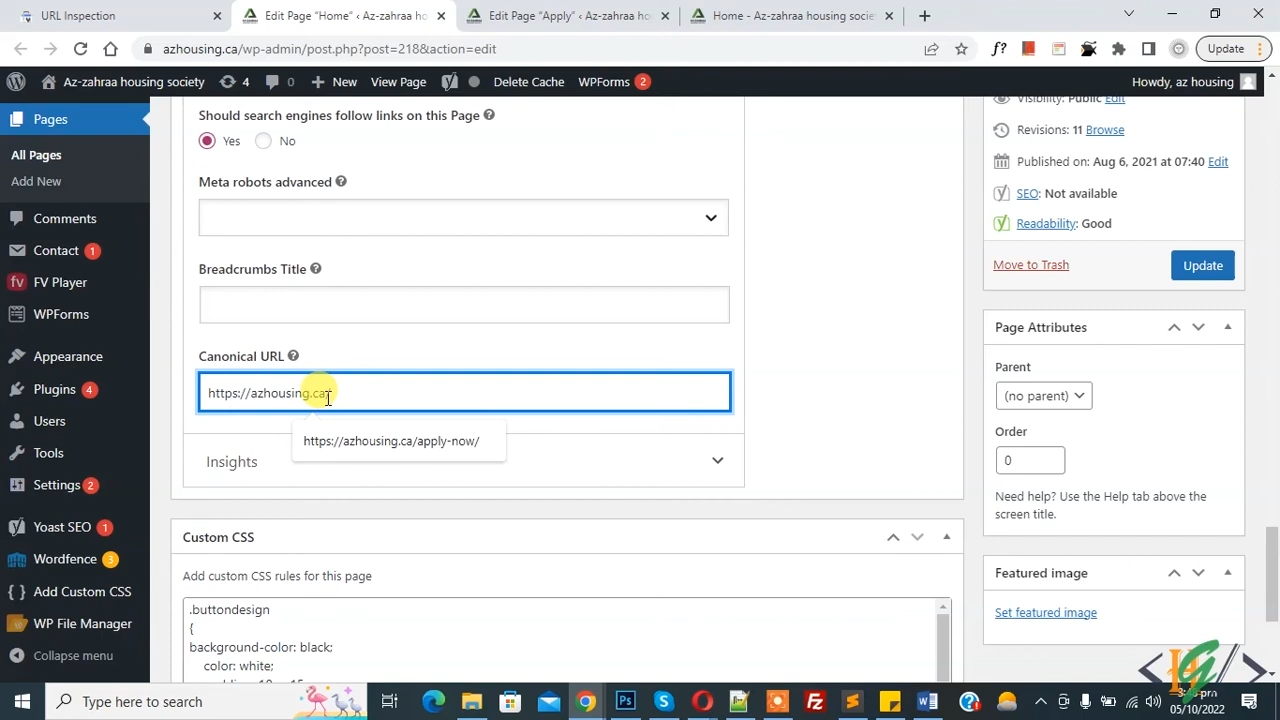 URL Inspection
Edit Page “Home” ‹ Az-zahraa hou
Edit Page “Apply” ‹ Az-zahraa hou
Home - Az-zahraa housing societ
azhousing.ca/wp-admin/post.php?post=218&action=edit
f?
Update
Az-zahraa housing society
4
0
New
View Page
Delete Cache
WPForms 2
Howdy, az housing
Pages
All Pages
Add New
Comments
Contact 1
fv FV Player
WPForms
Appearance
Plugins 4
Users
Tools
Settings 2
Yoast SEO 1
Wordfence 3
Add Custom CSS
WP File Manager
Collapse menu
Should search engines follow links on this Page
Yes No
Meta robots advanced
Breadcrumbs Title
Canonical URL
https://azhousing.ca
https://azhousing.ca/apply-now/
Insights
Custom CSS
Add custom CSS rules for this page
.buttondesign
{
background-color: black;
color: white;
Visibility: Public Edit
Revisions: 11 Browse
Published on: Aug 6, 2021 at 07:40 Edit
SEO: Not available
Readability: Good
Move to Trash
Update
Page Attributes
Parent
(no parent)
Order
0
Need help? Use the Help tab above the
screen title.
Featured image
Set featured image
Type here to search
05/10/2022